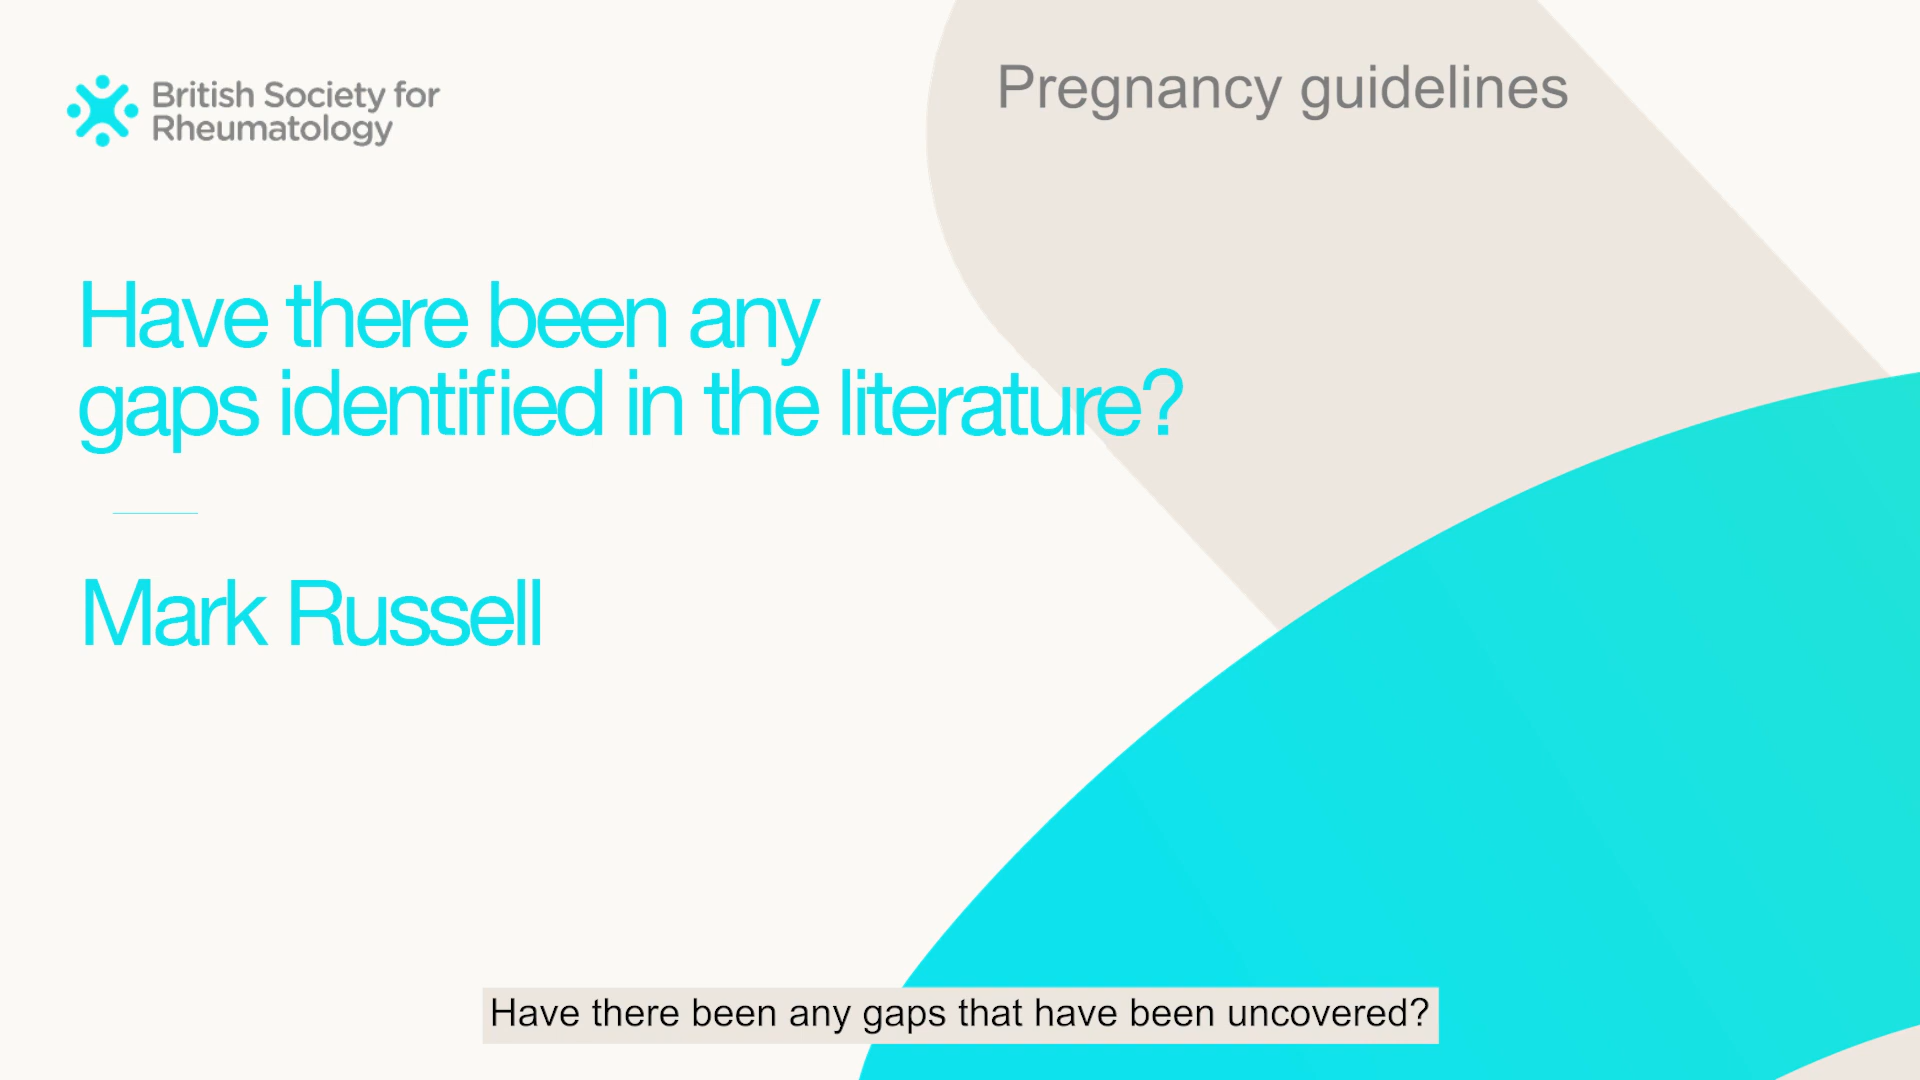 British Society for
Rheumatology
Pregnancy guidelines
Have there been any
gaps identified in the literature?
Mark Russell
Have there been any gaps that have been uncovered?